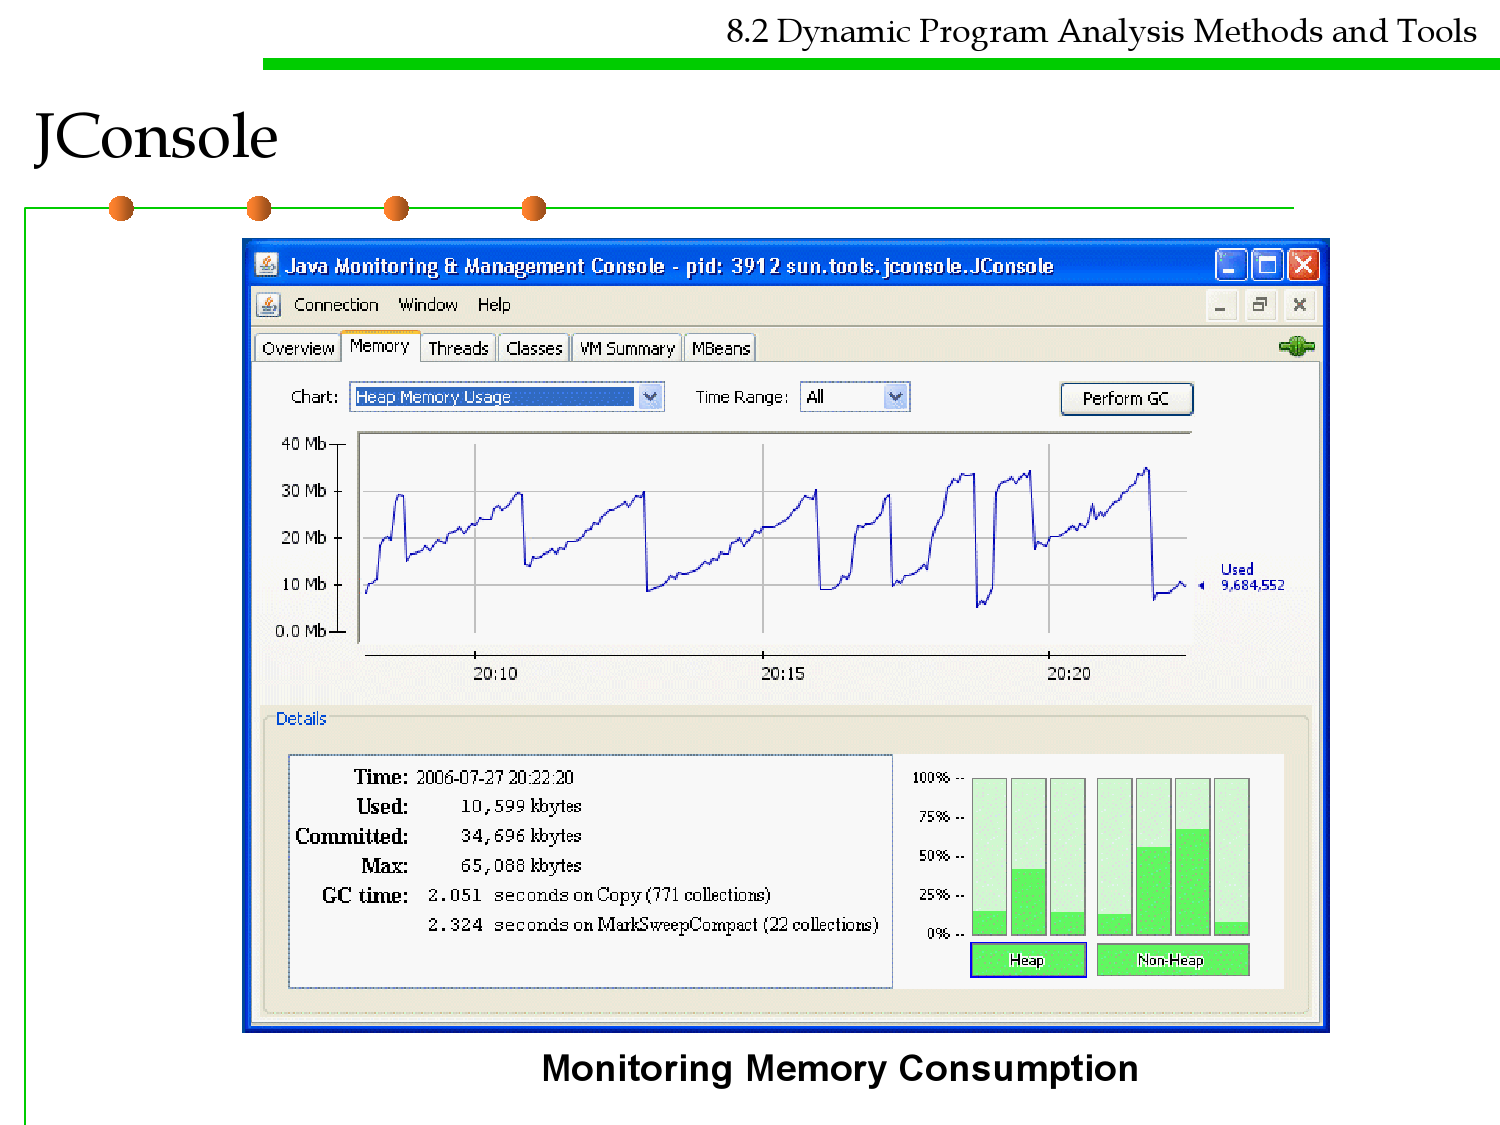 8.2 Dynamic Program Analysis Methods and Tools
JConsole
Java Monitoring & Management Console - pid: 3912 sun.tools.jconsole.JConsole
Connection Window Help
Overview Memory Threads Classes VM Summary MBeans
Chart: Heap Memory Usage Time Range: All Perform GC
40 Mb
30 Mb
20 Mb
10 Mb
0.0 Mb
Used
9,684,552
20:10 20:15 20:20
Details
Time: 2006-07-27 20:22:20
Used: 10,599 kbytes
Committed: 34,696 kbytes
Max: 65,088 kbytes
GC time: 2.051 seconds on Copy (771 collections)
2.324 seconds on MarkSweepCompact (22 collections)
100% --
75% --
50% --
25% --
0% --
Heap Non-Heap
Monitoring Memory Consumption